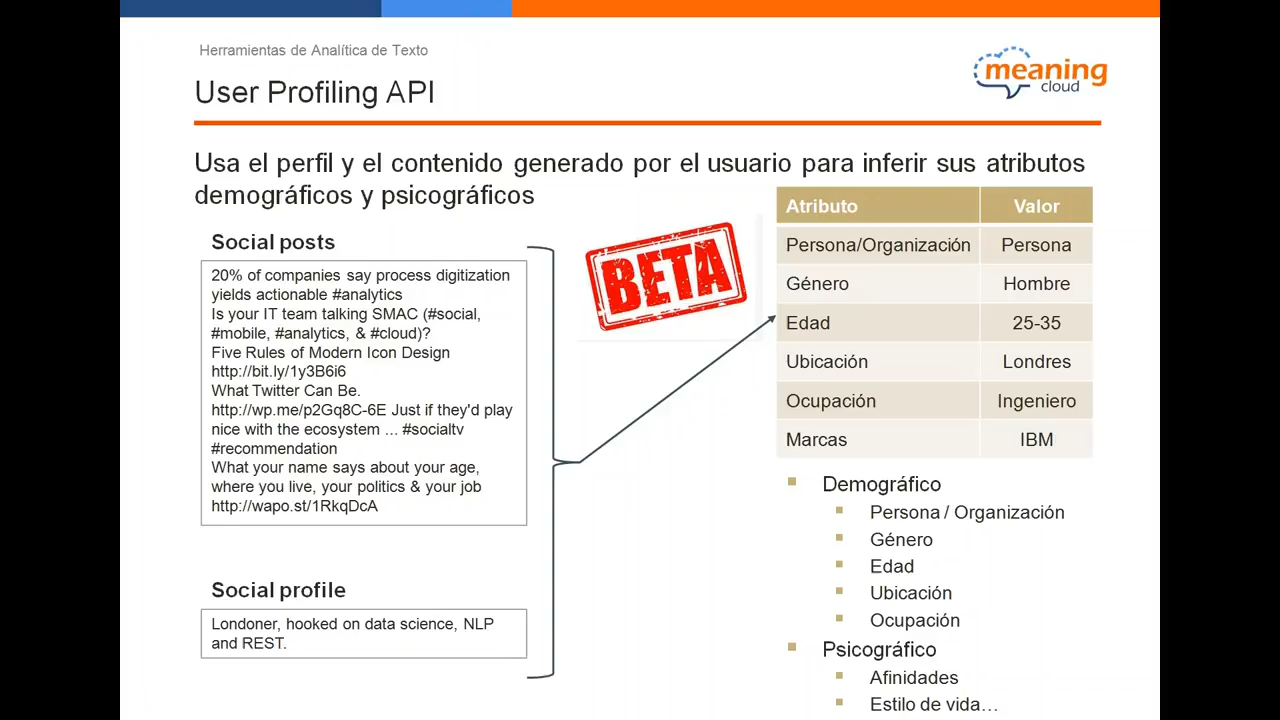 Herramientas de Analítica de Texto
User Profiling API
meaning
cloud
Usa el perfil y el contenido generado por el usuario para inferir sus atributos
demográficos y psicográficos
Social posts
20% of companies say process digitization
yields actionable #analytics
Is your IT team talking SMAC (#social,
#mobile, #analytics, & #cloud)?
Five Rules of Modern Icon Design
http://bit.ly/1y3B6i6
What Twitter Can Be.
http://wp.me/p2Gq8C-6E Just if they'd play
nice with the ecosystem ... #socialtv
#recommendation
What your name says about your age,
where you live, your politics & your job
http://wapo.st/1RkqDcA
Social profile
Londoner, hooked on data science, NLP
and REST.
BETA
Atributo Valor
Persona/Organización Persona
Género Hombre
Edad 25-35
Ubicación Londres
Ocupación Ingeniero
Marcas IBM
Demográfico
Persona / Organización
Género
Edad
Ubicación
Ocupación
Psicográfico
Afinidades
Estilo de vida…